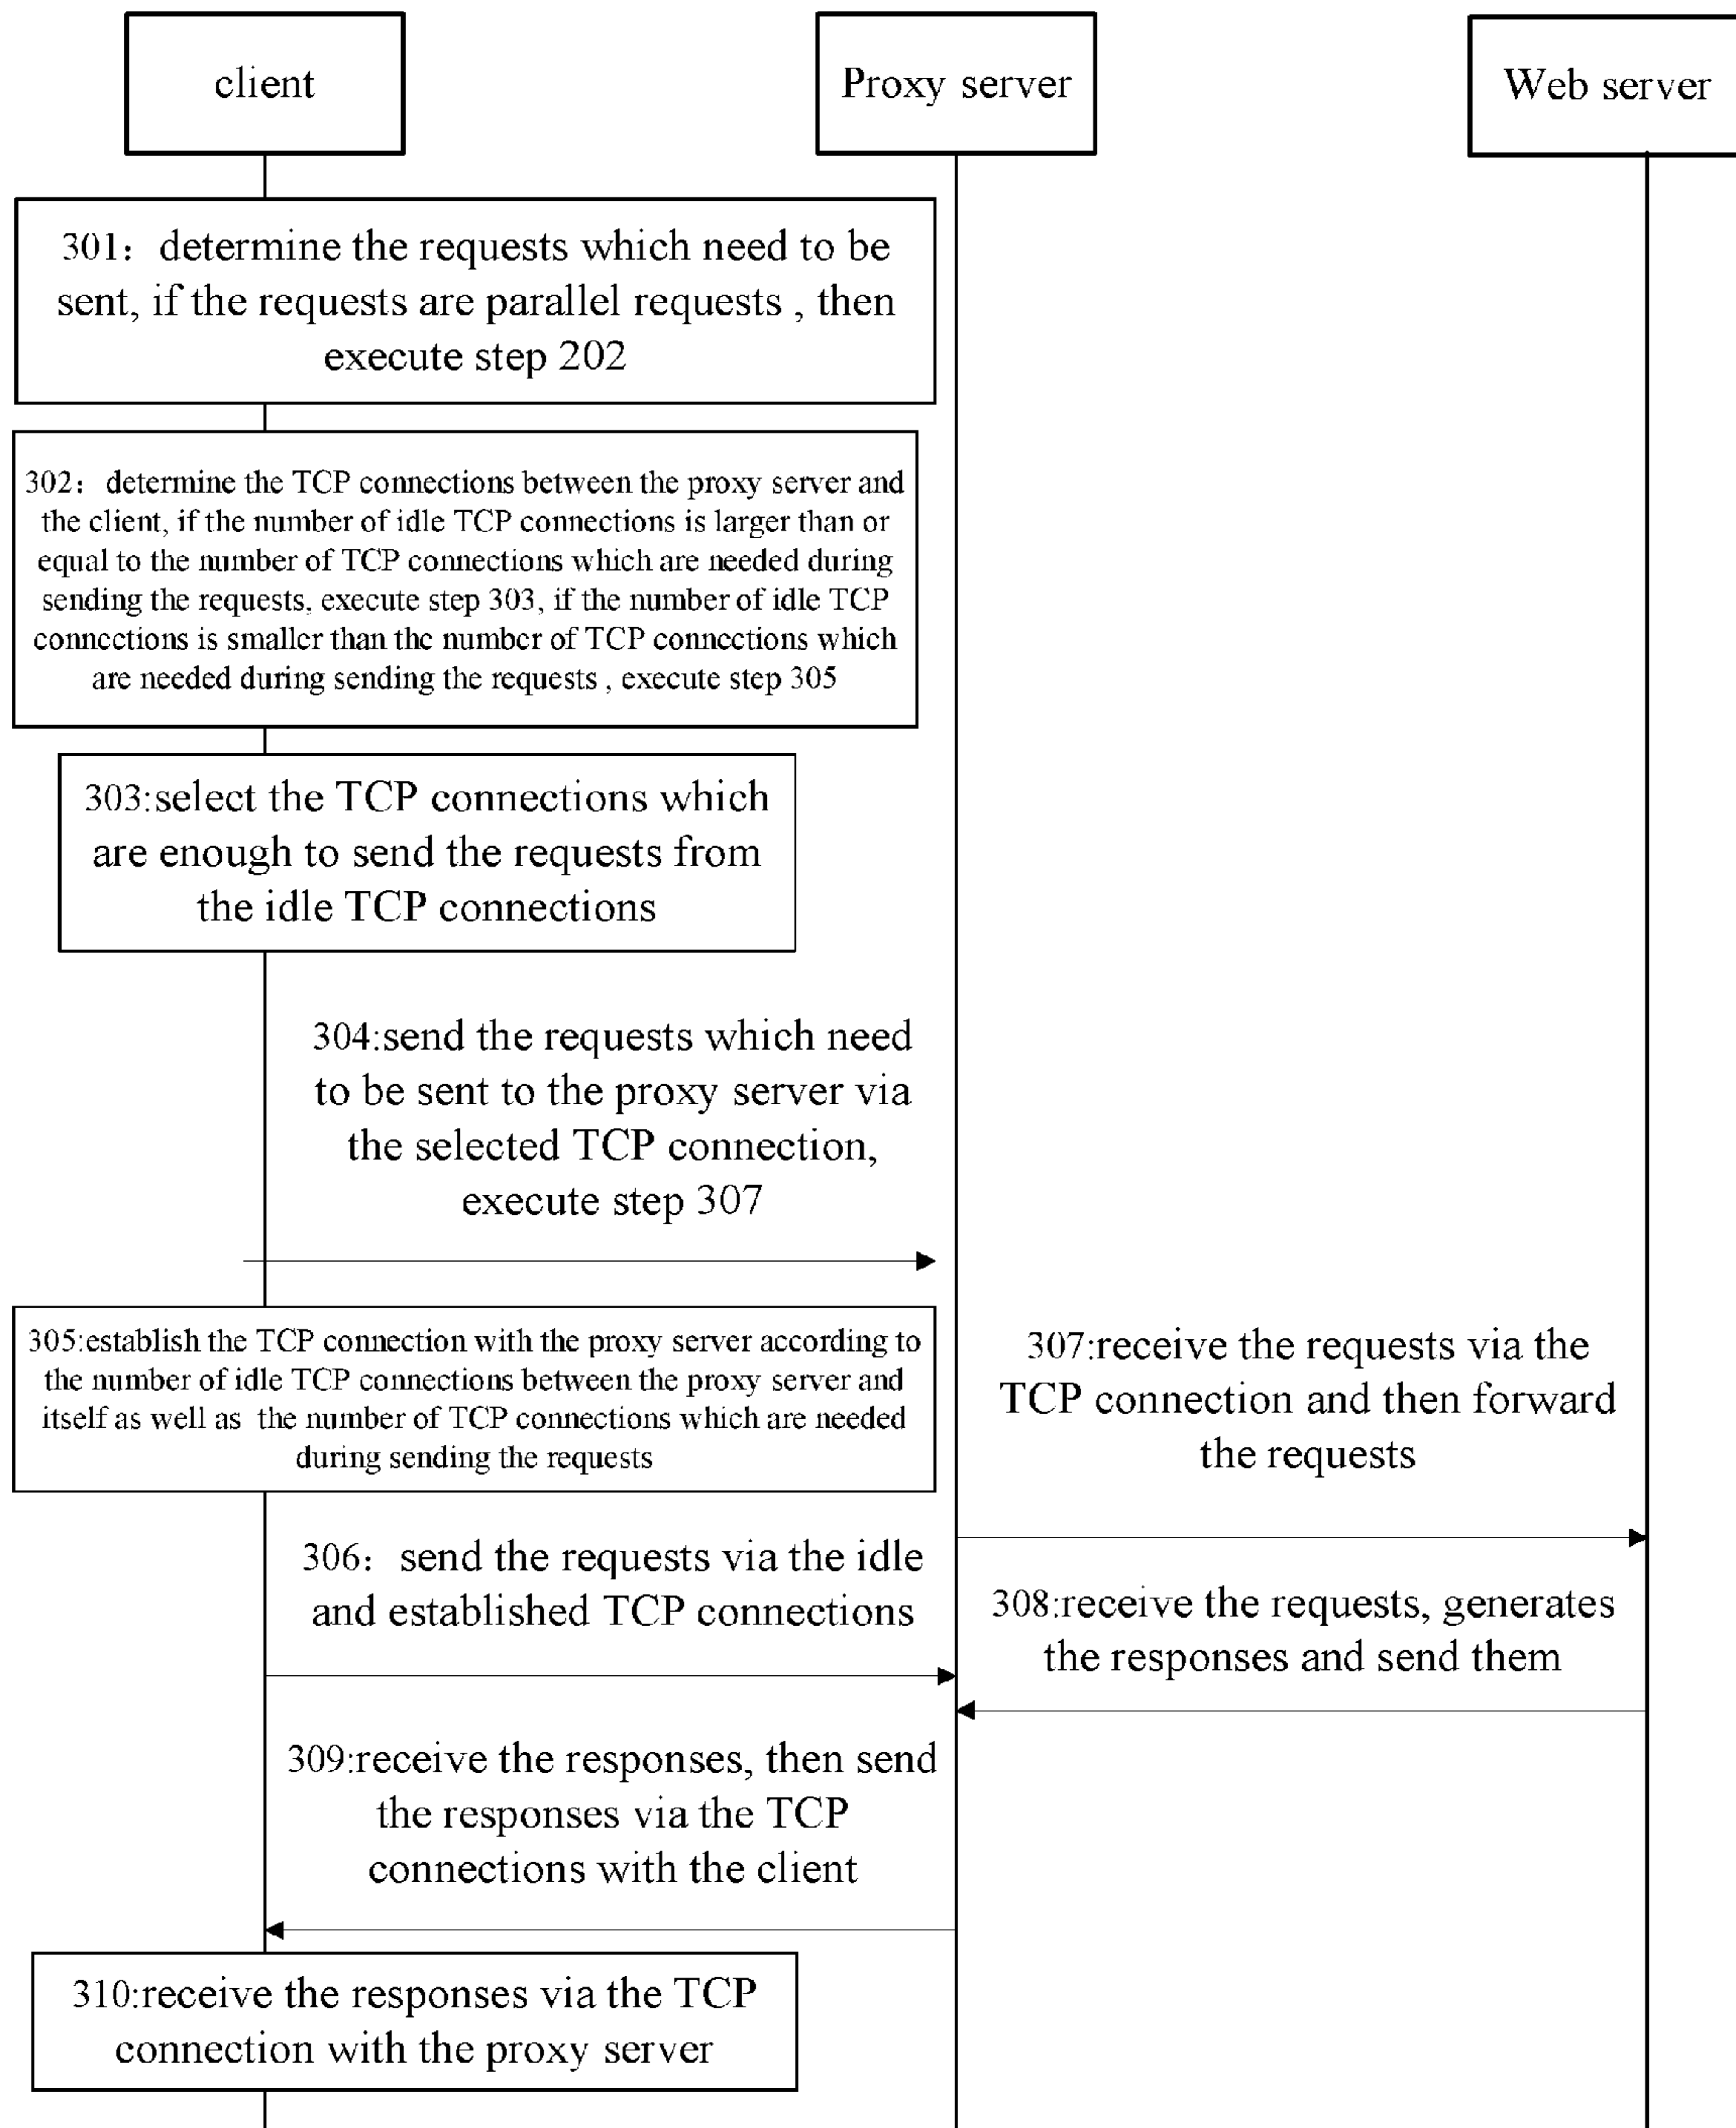 client
Proxy server
Web server
301：determine the requests which need to be
sent, if the requests are parallel requests , then
execute step 202
302：determine the TCP connections between the proxy server and
the client, if the number of idle TCP connections is larger than or
equal to the number of TCP connections which are needed during
sending the requests, execute step 303, if the number of idle TCP
connections is smaller than the number of TCP connections which
are needed during sending the requests , execute step 305
303:select the TCP connections which
are enough to send the requests from
the idle TCP connections
304:send the requests which need
to be sent to the proxy server via
the selected TCP connection,
execute step 307
305:establish the TCP connection with the proxy server according to
the number of idle TCP connections between the proxy server and
itself as well as the number of TCP connections which are needed
during sending the requests
307:receive the requests via the
TCP connection and then forward
the requests
306：send the requests via the idle
and established TCP connections
308:receive the requests, generates
the responses and send them
309:receive the responses, then send
the responses via the TCP
connections with the client
310:receive the responses via the TCP
connection with the proxy server